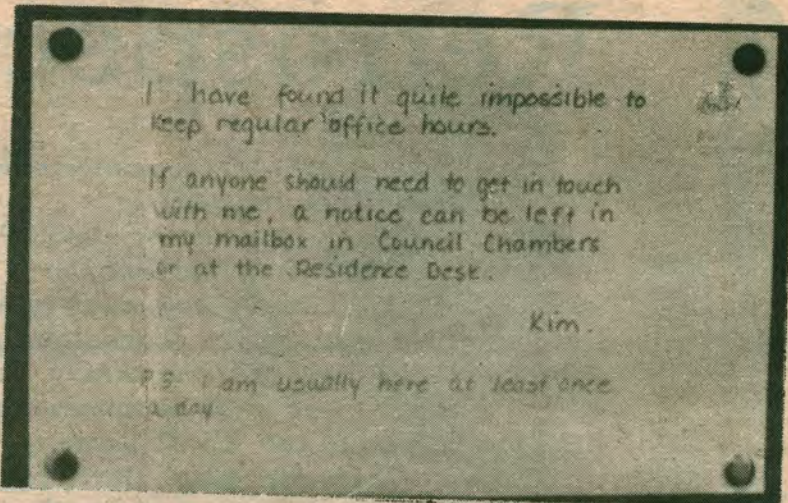 I have found it quite impossible to
keep regular office hours.
If anyone should need to get in touch
with me, a notice can be left in
my mailbox in Council Chambers
or at the Residence Desk.
Kim.
P.S. I am usually here at least once
a day